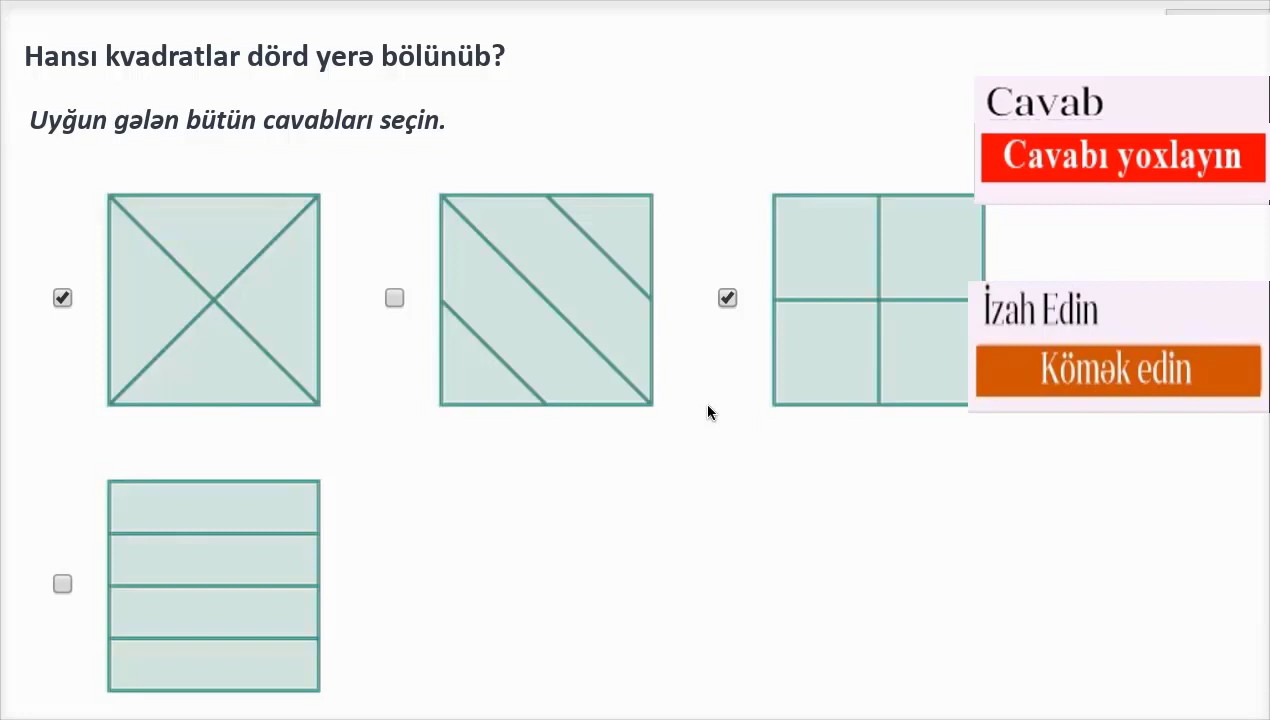 Hansı kvadratlar dörd yerə bölünüb?
Uyğun gələn bütün cavabları seçin.
Cavab
Cavabı yoxlayın
İzah Edin
Kömək edin